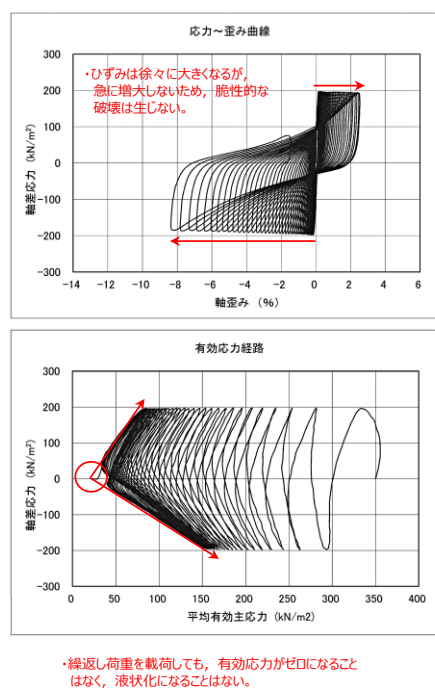 応力～歪み曲線
・ひずみは徐々に大きくなるが，
急に増大しないため，脆性的な
破壊は生じない。
300
200
100
0
-100
-200
-300
軸差応力 (kN/m²)
-14 -12 -10 -8 -6 -4 -2 0 2 4 6
軸歪み (%)
有効応力経路
300
200
100
0
-100
-200
-300
軸差応力 (kN/m²)
0 50 100 150 200 250 300 350 400
平均有効主応力 (kN/m2)
・繰返し荷重を載荷しても，有効応力がゼロになること
はなく，液状化になることはない。